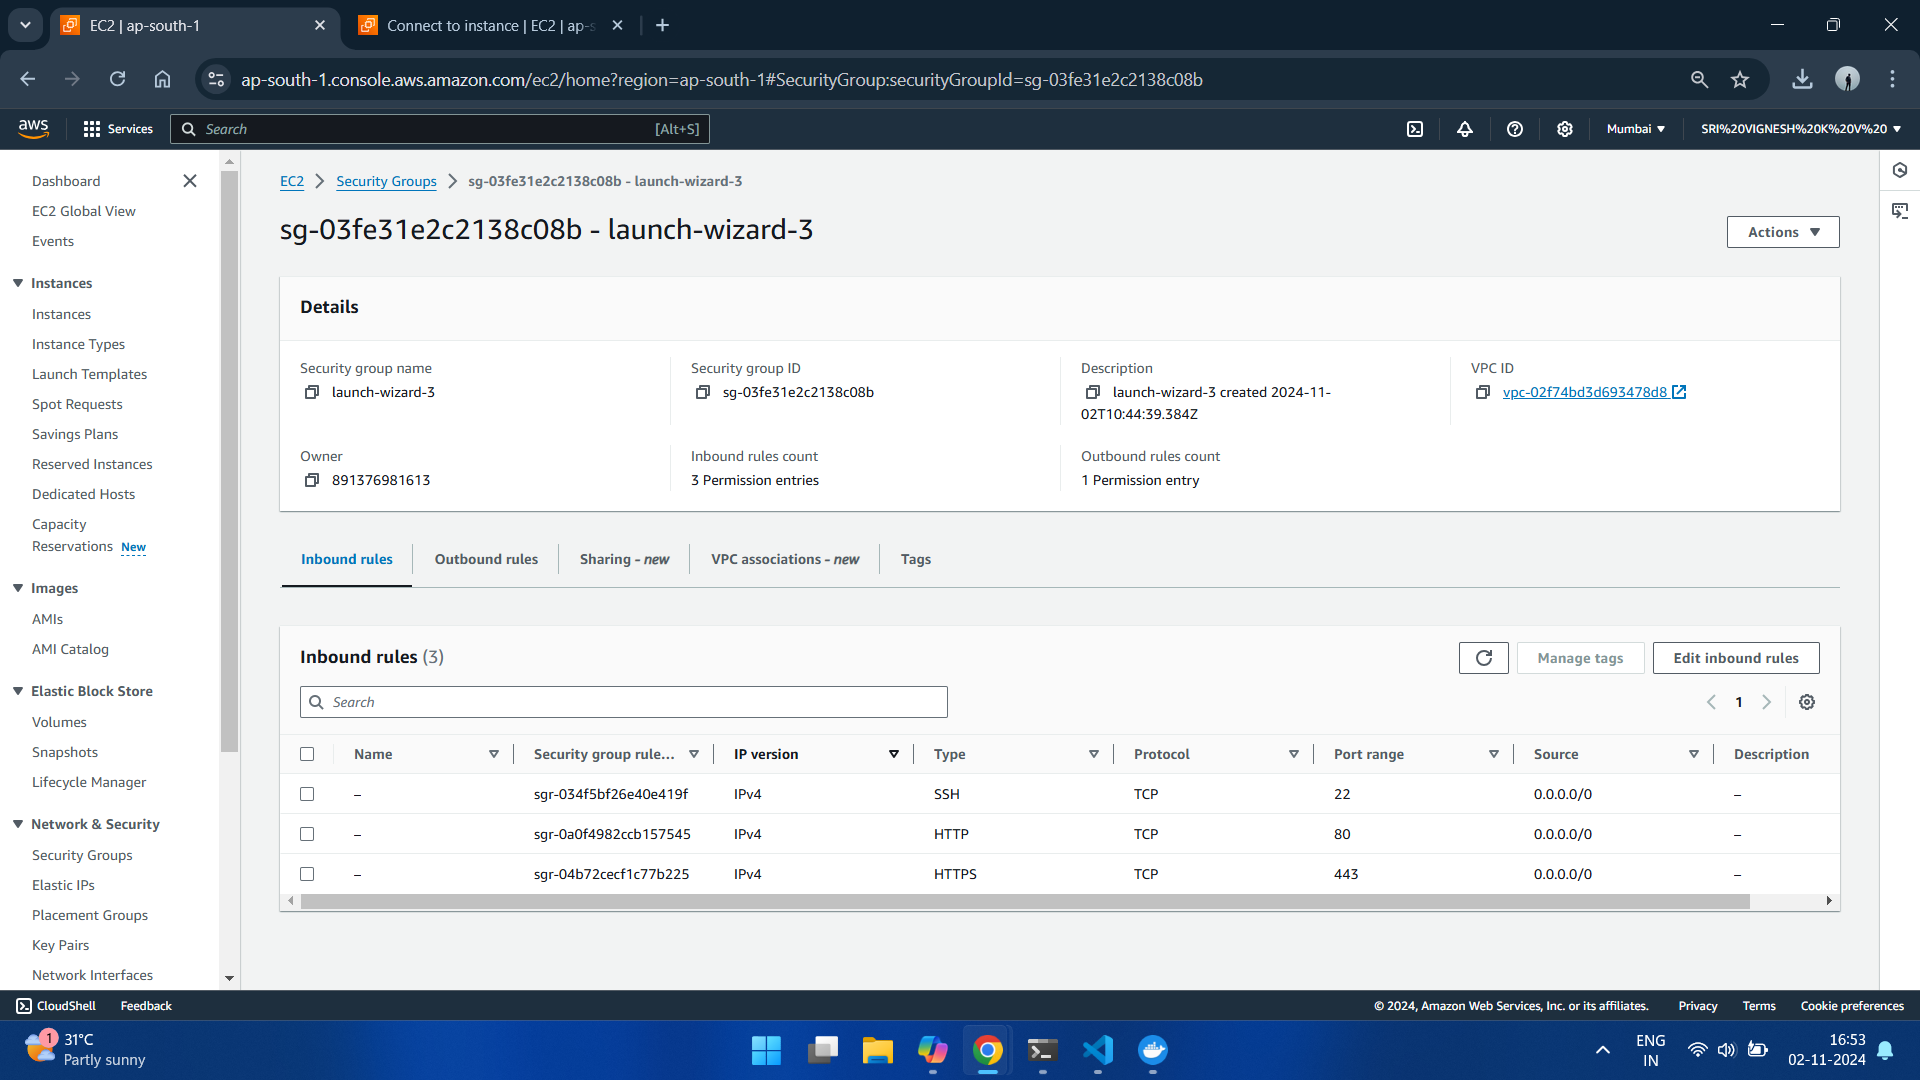 EC2 | ap-south-1
Connect to instance | EC2 | ap-s
ap-south-1.console.aws.amazon.com/ec2/home?region=ap-south-1#SecurityGroup:securityGroupId=sg-03fe31e2c2138c08b
aws
Services
Search
[Alt+S]
Mumbai
SRI%20VIGNESH%20K%20V%20
Dashboard
EC2 Global View
Events
Instances
Instances
Instance Types
Launch Templates
Spot Requests
Savings Plans
Reserved Instances
Dedicated Hosts
Capacity
Reservations New
Images
AMIs
AMI Catalog
Elastic Block Store
Volumes
Snapshots
Lifecycle Manager
Network & Security
Security Groups
Elastic IPs
Placement Groups
Key Pairs
Network Interfaces
EC2 > Security Groups > sg-03fe31e2c2138c08b - launch-wizard-3
sg-03fe31e2c2138c08b - launch-wizard-3
Actions
Details
Security group name
launch-wizard-3
Security group ID
sg-03fe31e2c2138c08b
Description
launch-wizard-3 created 2024-11-
02T10:44:39.384Z
VPC ID
vpc-02f74bd3d693478d8
Owner
891376981613
Inbound rules count
3 Permission entries
Outbound rules count
1 Permission entry
Inbound rules
Outbound rules
Sharing - new
VPC associations - new
Tags
Inbound rules (3)
Manage tags
Edit inbound rules
Search
1
Name Security group rule... IP version Type Protocol Port range Source Description
– sgr-034f5bf26e40e419f IPv4 SSH TCP 22 0.0.0.0/0 –
– sgr-0a0f4982ccb157545 IPv4 HTTP TCP 80 0.0.0.0/0 –
– sgr-04b72cecf1c77b225 IPv4 HTTPS TCP 443 0.0.0.0/0 –
CloudShell
Feedback
© 2024, Amazon Web Services, Inc. or its affiliates.
Privacy
Terms
Cookie preferences
1
31°C
Partly sunny
ENG
IN
16:53
02-11-2024